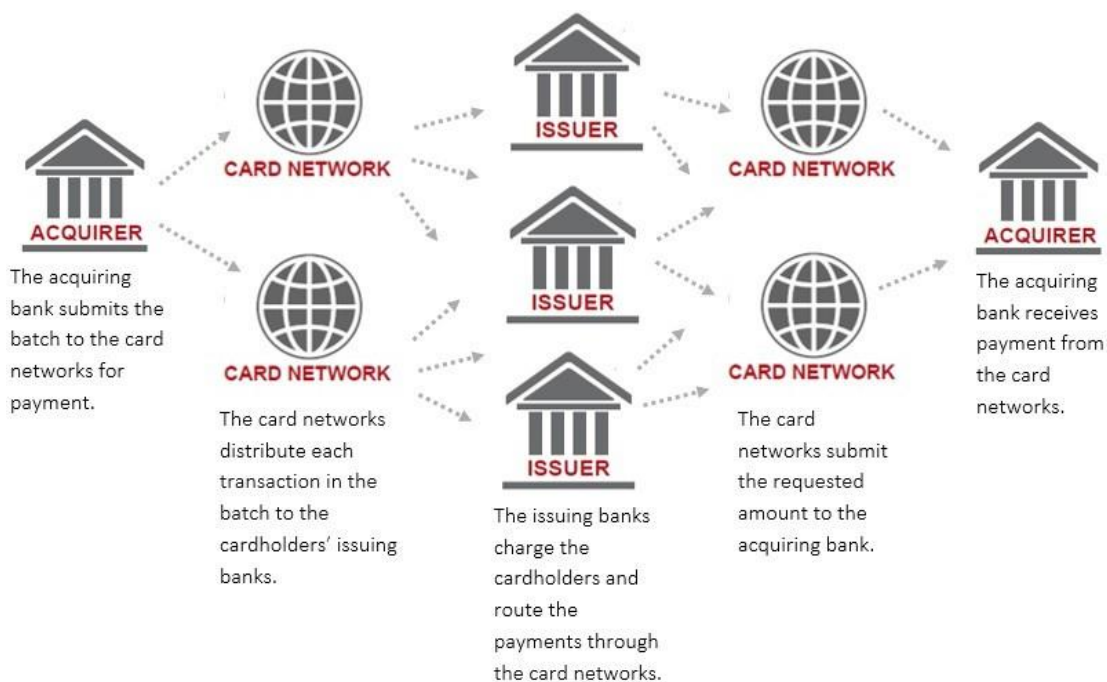 ISSUER
CARD NETWORK
CARD NETWORK
ACQUIRER
The acquiring
bank submits the
batch to the card
networks for
payment.
ISSUER
ACQUIRER
The acquiring
bank receives
payment from
the card
networks.
CARD NETWORK
The card networks
distribute each
transaction in the
batch to the
cardholders’ issuing
banks.
CARD NETWORK
The card
networks submit
the requested
amount to the
acquiring bank.
ISSUER
The issuing banks
charge the
cardholders and
route the
payments through
the card networks.